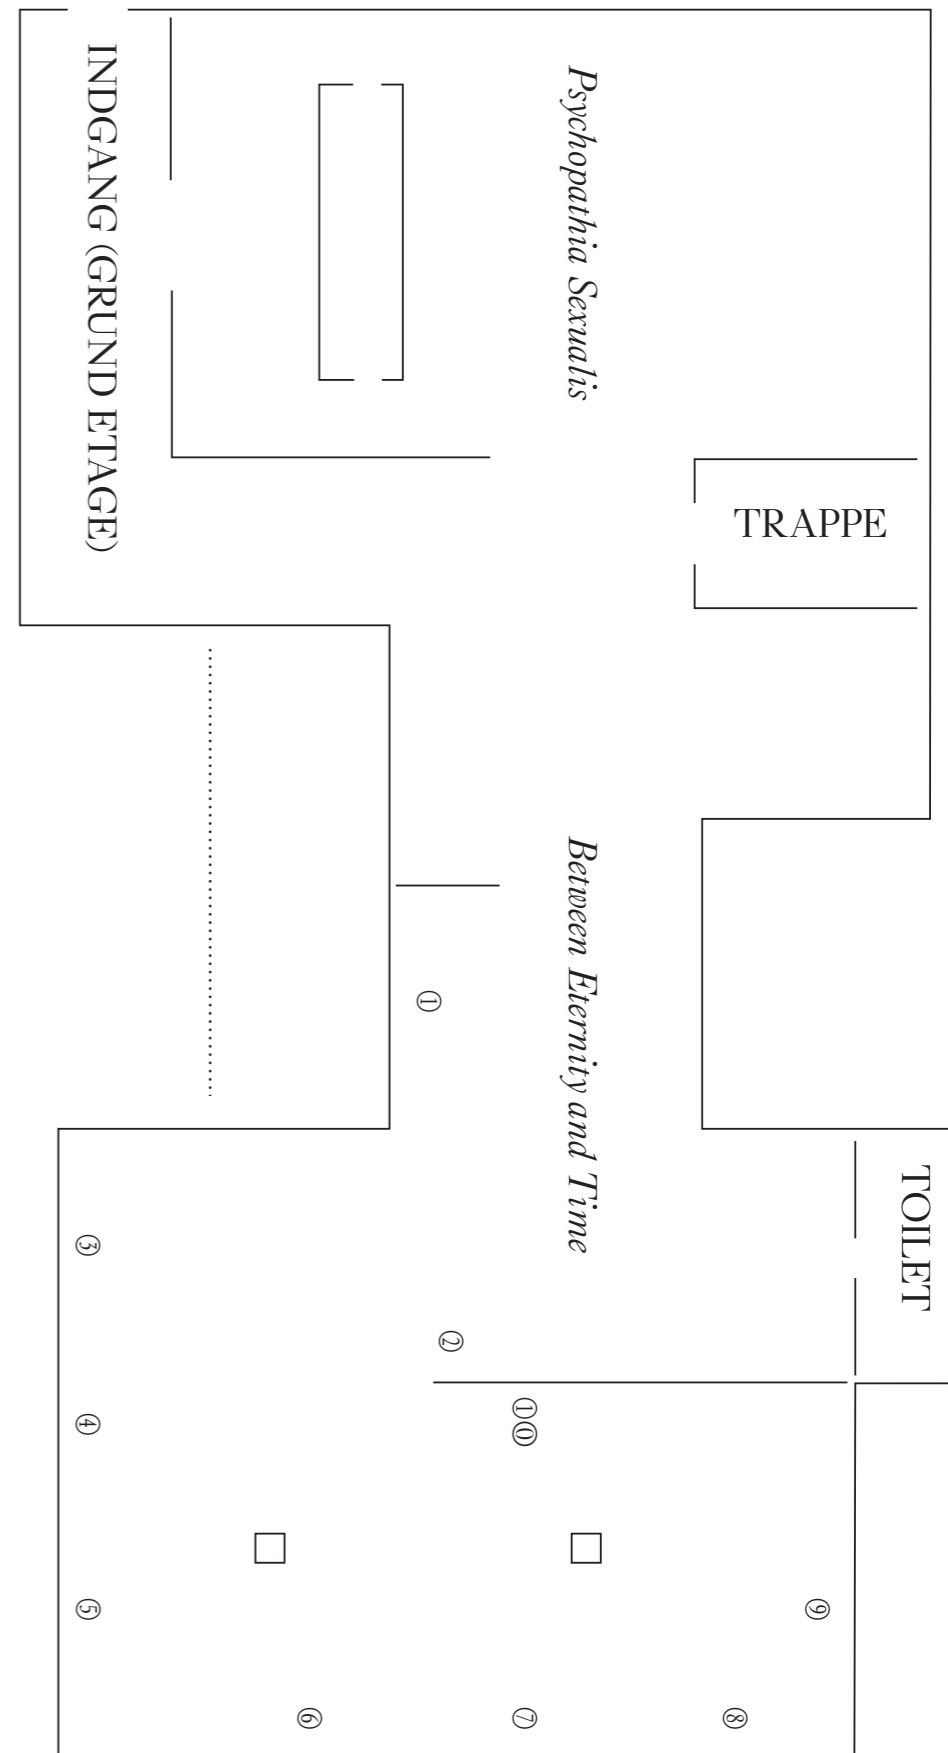 INDGANG (GRUND ETAGE)
Psychopathia Sexualis
TRAPPE
Between Eternity and Time
TOILET
①
②
③
④
⑤
⑥
⑦
⑧
⑨
①⓪